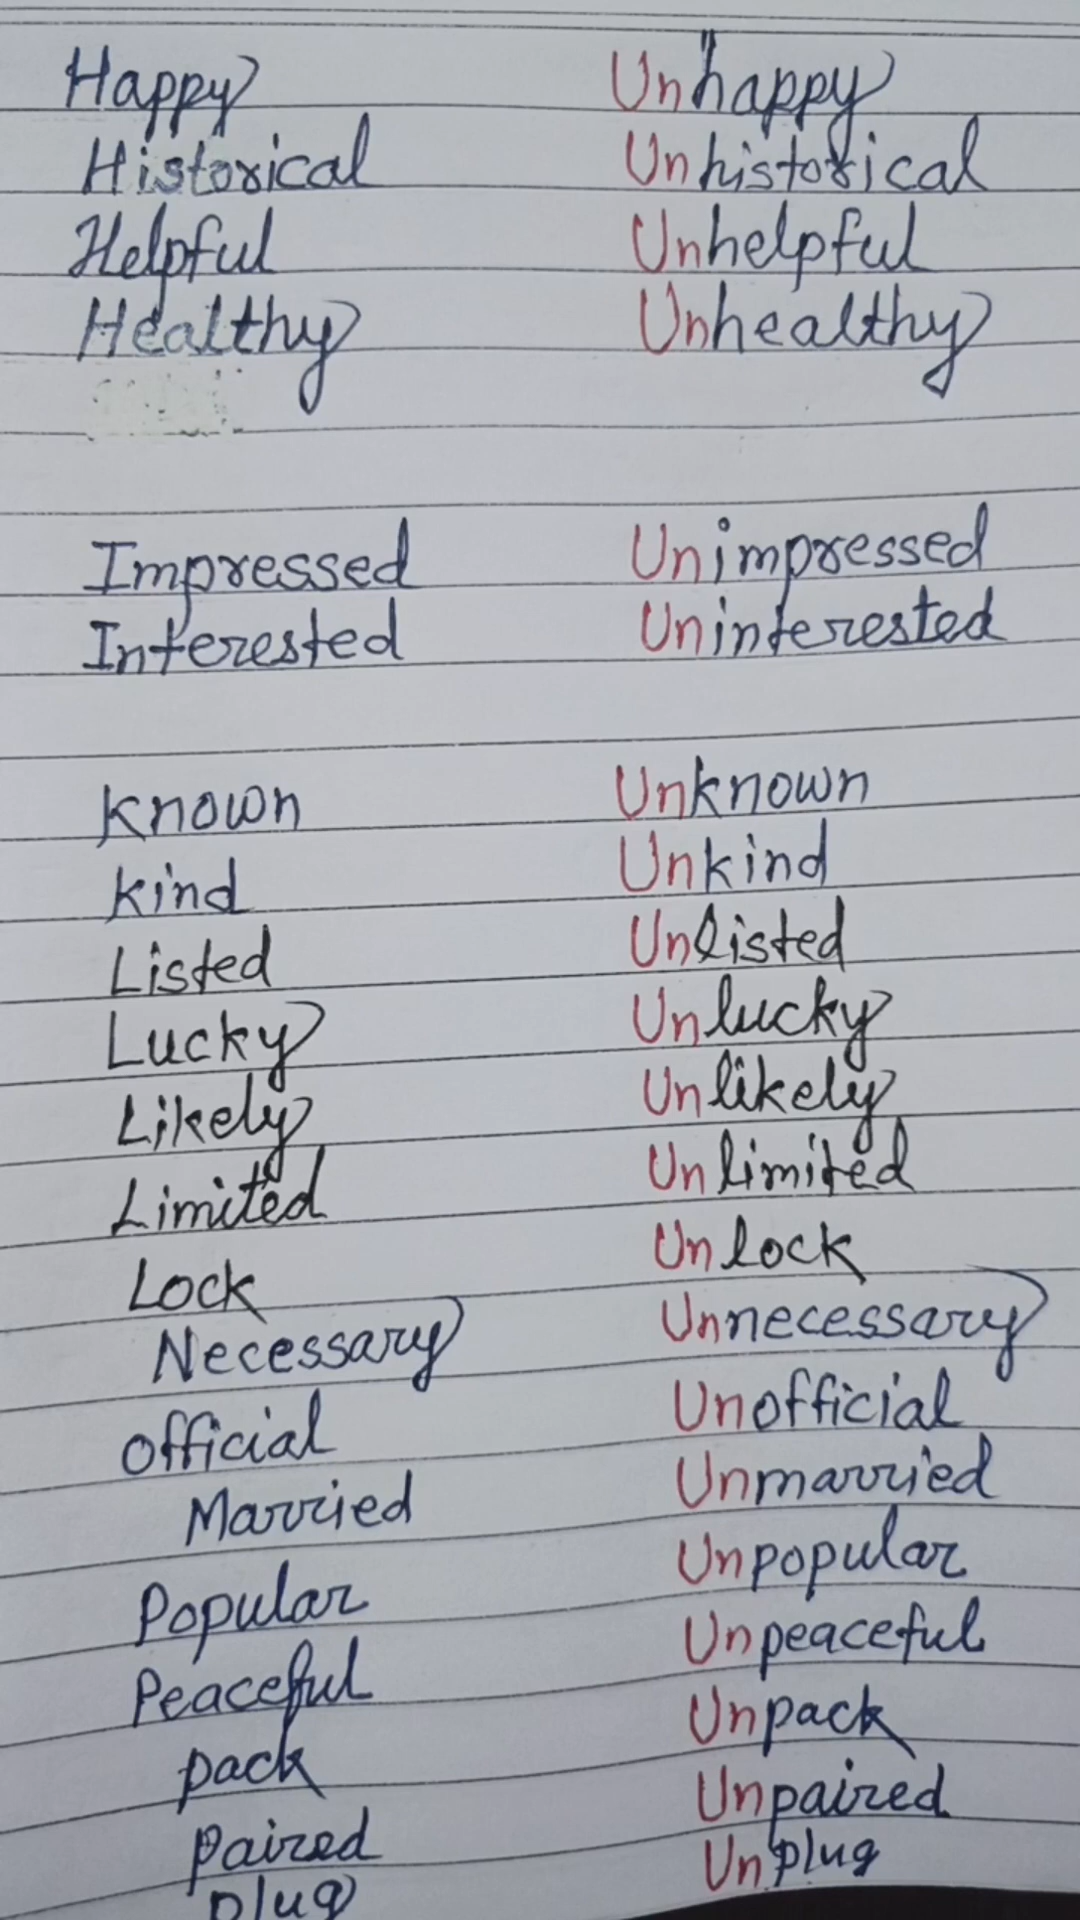 Happy Unhappy
Historical Unhistorical
Helpful Unhelpful
Healthy Unhealthy
Impressed Unimpressed
Interested Uninterested
Known Unknown
kind Unkind
Listed Unlisted
Lucky Unlucky
Likely Unlikely
Limited Unlimited
Lock Unlock
Necessary Unnecessary
official Unofficial
Married Unmarried
Popular Unpopular
Peaceful Unpeaceful
pack Unpack
paired Unpaired
plug Unplug